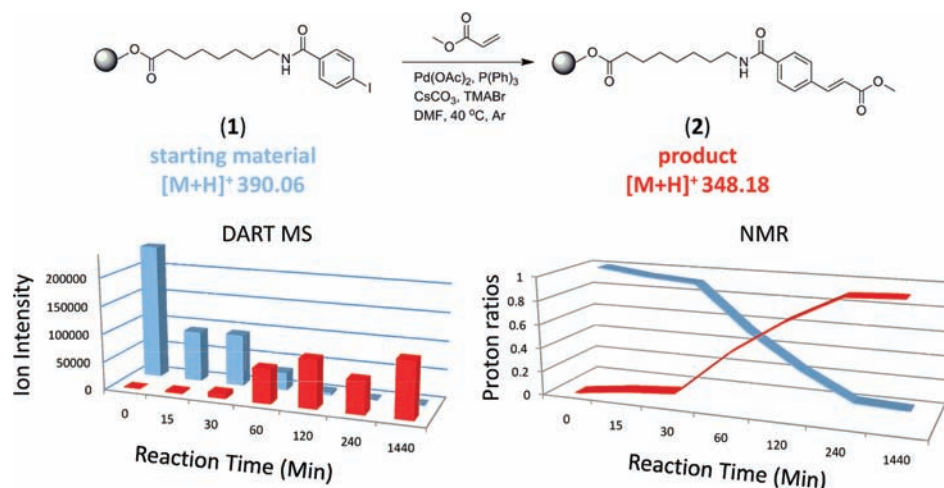 O
O
O
N
H
I
O
O
Pd(OAc)2, P(Ph)3
CsCO3, TMABr
DMF, 40 °C, Ar
O
O
O
N
H
O
O
(1)
starting material
[M+H]+ 390.06
(2)
product
[M+H]+ 348.18
DART MS
Ion Intensity
200000
150000
100000
50000
0
0
15
30
60
120
240
1440
Reaction Time (Min)
NMR
Proton ratios
1
0.8
0.6
0.4
0.2
0
0
15
30
60
120
240
1440
Reaction Time (Min)